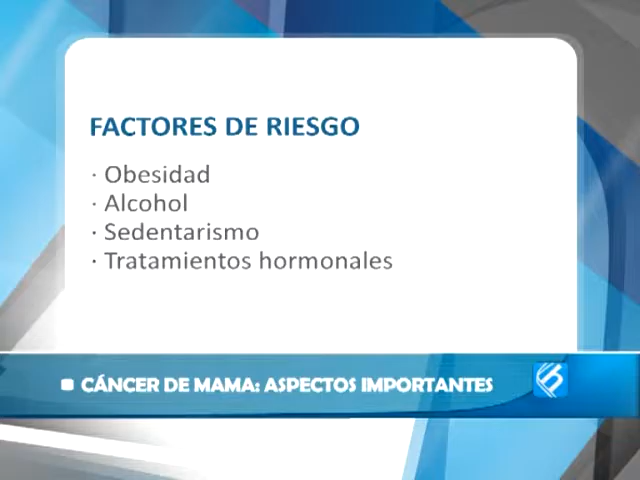 FACTORES DE RIESGO
· Obesidad
· Alcohol
· Sedentarismo
· Tratamientos hormonales
CÁNCER DE MAMA: ASPECTOS IMPORTANTES